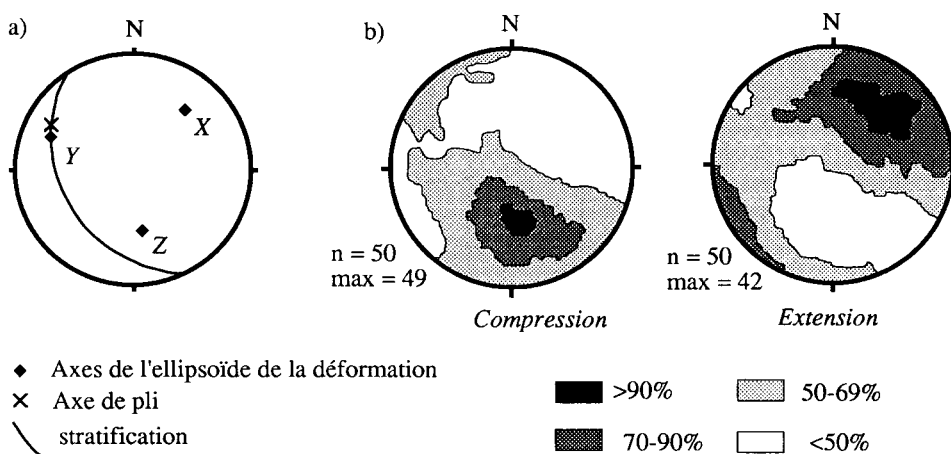 a)
N
X
Y
Z
b)
N
n = 50
max = 49
Compression
N
n = 50
max = 42
Extension
Axes de l'ellipsoïde de la déformation
Axe de pli
stratification
>90%
50-69%
70-90%
<50%